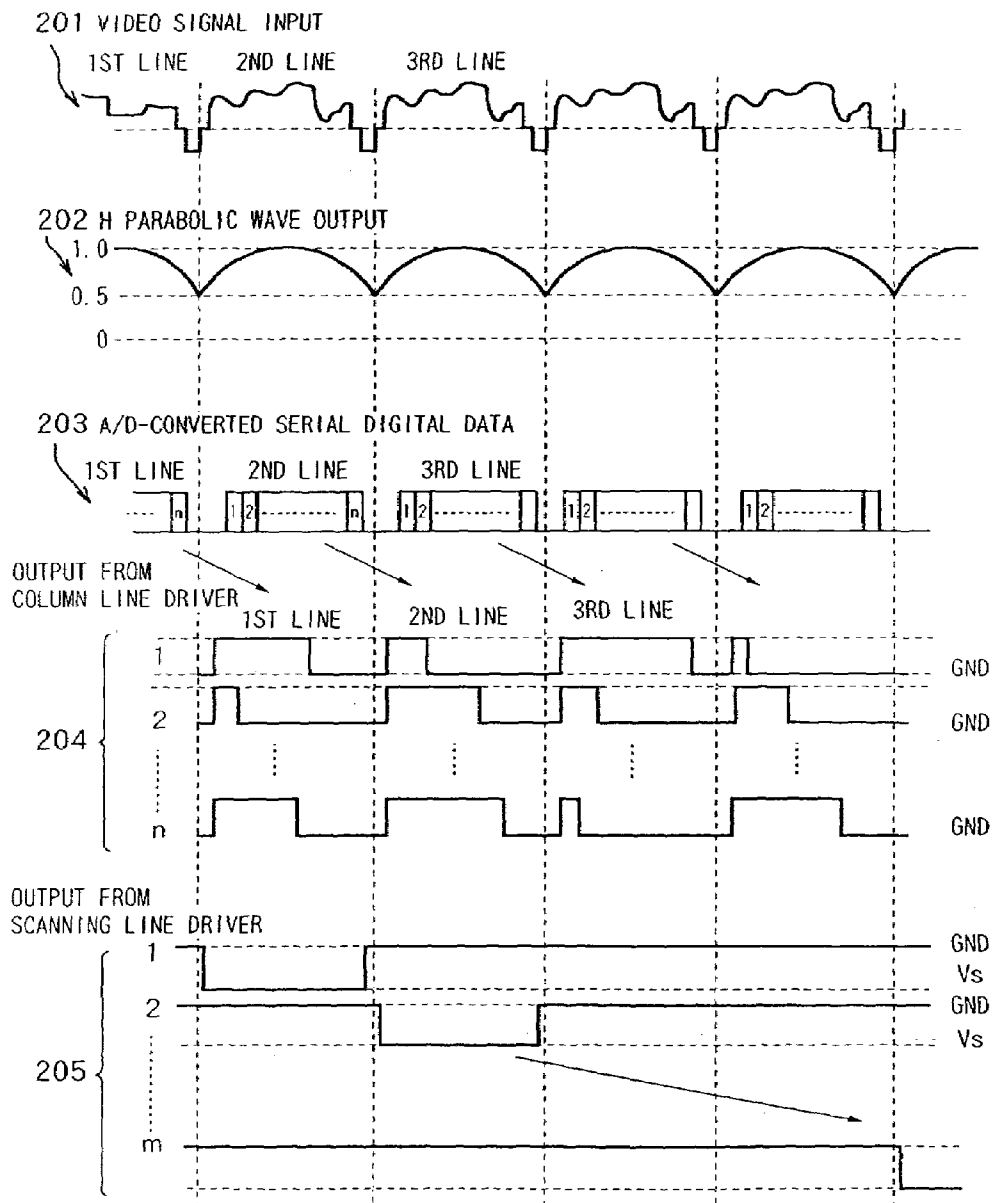 201 VIDEO SIGNAL INPUT
1ST LINE 2ND LINE 3RD LINE
202 H PARABOLIC WAVE OUTPUT
1.0
0.5
0
203 A/D-CONVERTED SERIAL DIGITAL DATA
1ST LINE 2ND LINE 3RD LINE
n 1 2 n 1 2 1 2 1 2
OUTPUT FROM
COLUMN LINE DRIVER
1ST LINE 2ND LINE 3RD LINE
1 GND
2 GND
204
n GND
OUTPUT FROM
SCANNING LINE DRIVER
1 GND
Vs
2 GND
Vs
205
m